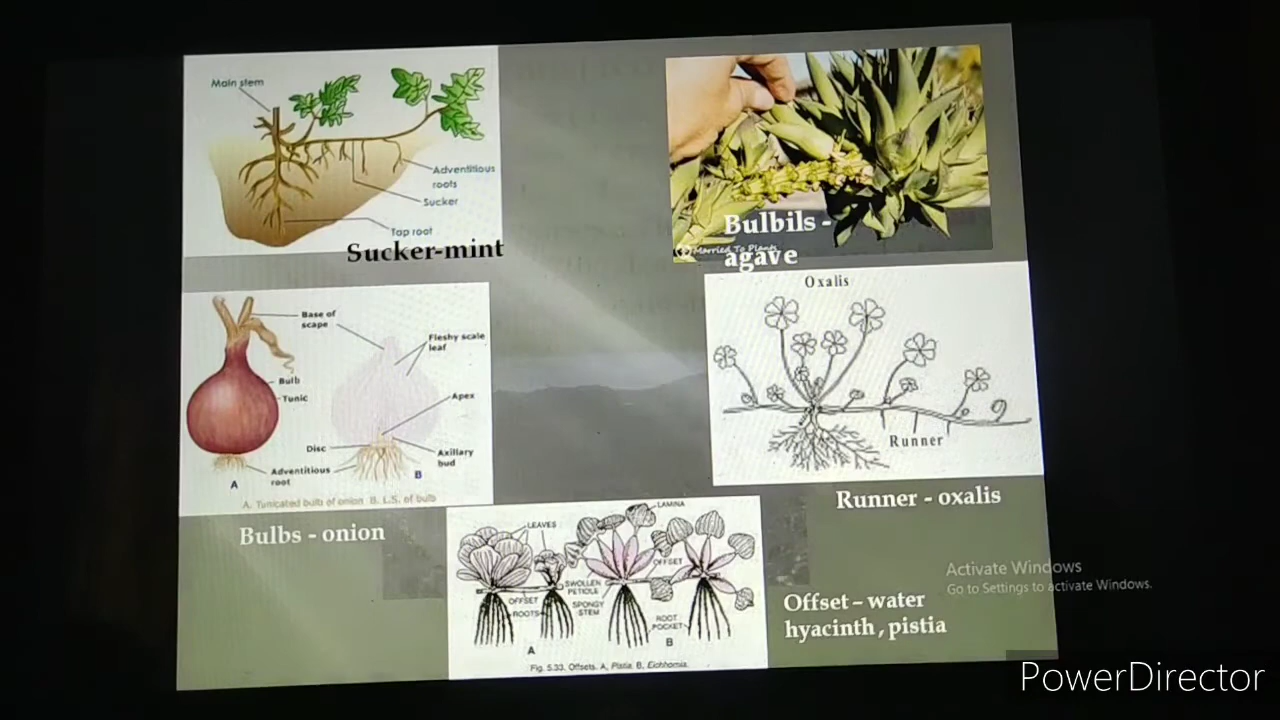 Main stem
Adventitious
roots
Sucker
Tap root
Sucker-mint
Bulbils -
agave
Married To Plants
Base of
scape
Fleshy scale
leaf
Bulb
Tunic
Apex
Disc
Axillary
bud
Adventitious
root
A
B
A. Tunicated bulb of onion B. L.S. of bulb
Bulbs - onion
Oxalis
Runner
Runner - oxalis
LEAVES
LAMINA
OFFSET
SWOLLEN
PETIOLE
OFFSET
ROOTS
SPONGY
STEM
ROOT
POCKET
A
B
Fig. 5.33. Offsets. A, Pistia. B, Eichhornia.
Offset – water
hyacinth , pistia
Activate Windows
Go to Settings to activate Windows.
PowerDirector